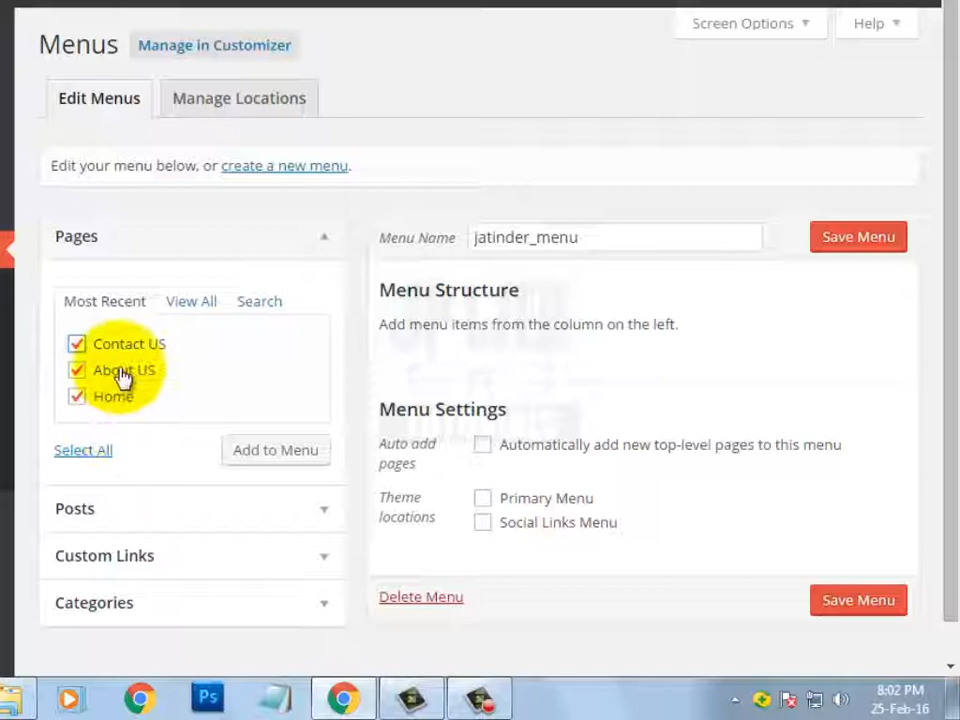 Screen Options
Help
Menus
Manage in Customizer
Edit Menus
Manage Locations
Edit your menu below, or create a new menu.
Pages
Menu Name
jatinder_menu
Save Menu
Most Recent
View All
Search
Menu Structure
Add menu items from the column on the left.
Contact US
About US
Home
Select All
Add to Menu
Menu Settings
Auto add pages
Automatically add new top-level pages to this menu
Theme locations
Primary Menu
Social Links Menu
Posts
Custom Links
Categories
Delete Menu
Save Menu
Ps
8:02 PM
25-Feb-16